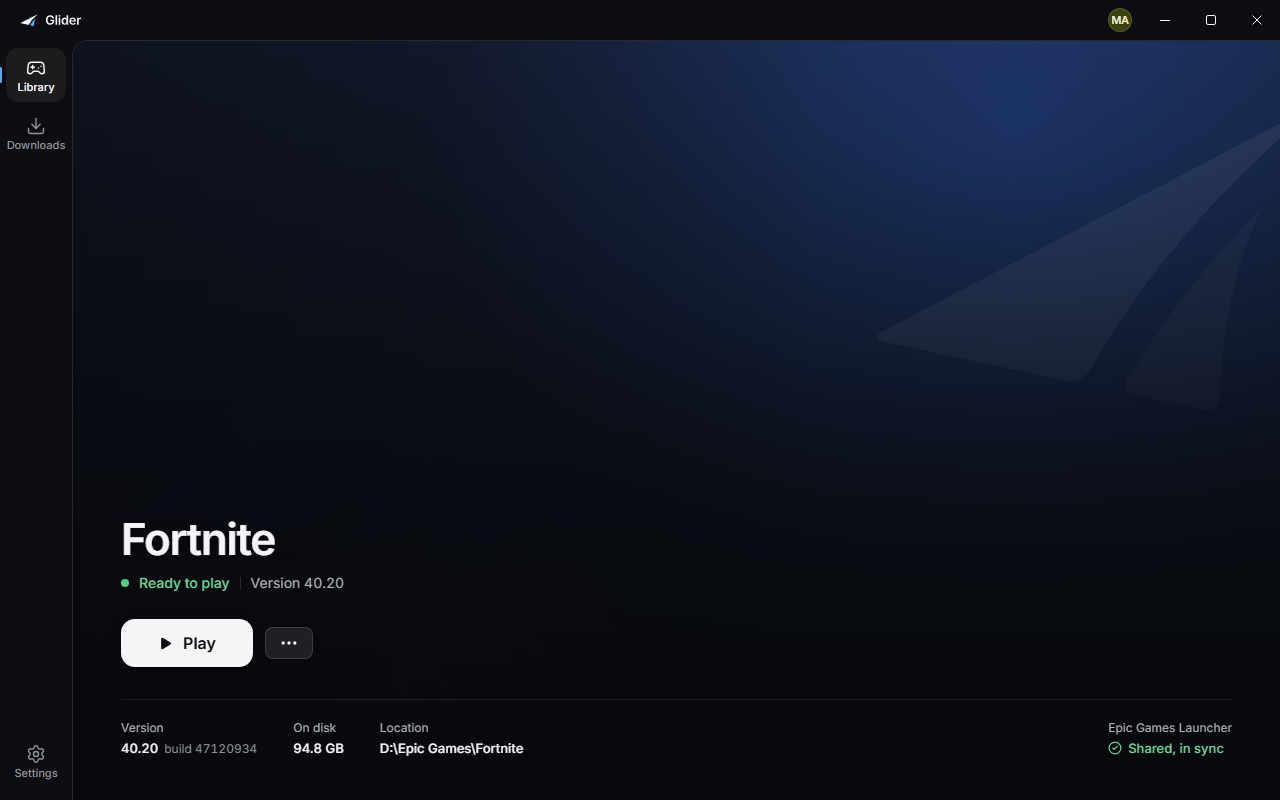 Glider
MA
Library
Downloads
Fortnite
Ready to play Version 40.20
Play
Version
40.20 build 47120934
On disk
94.8 GB
Location
D:\Epic Games\Fortnite
Epic Games Launcher
Shared, in sync
Settings